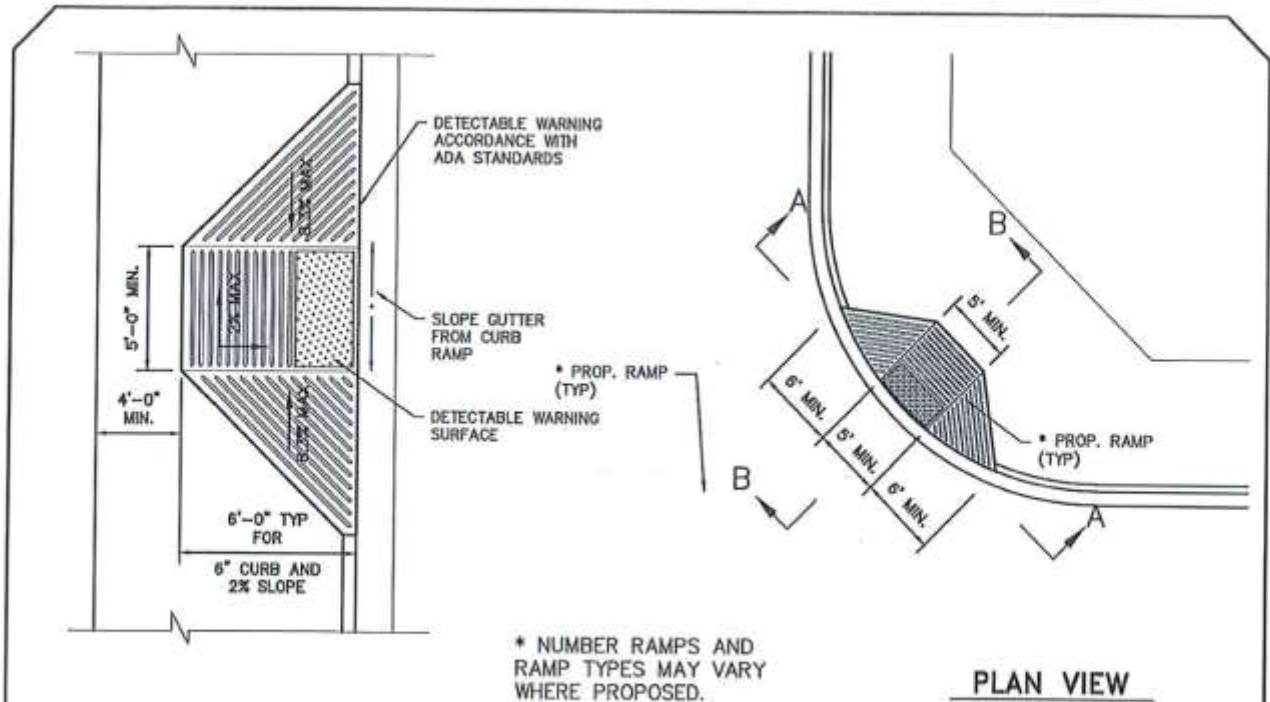 DETECTABLE WARNING
ACCORDANCE WITH
ADA STANDARDS
8.3% MAX
5'-0" MIN.
2% MAX
SLOPE GUTTER
FROM CURB
RAMP
4'-0"
MIN.
8.3% MAX
DETECTABLE WARNING
SURFACE
6'-0" TYP
FOR
6" CURB AND
2% SLOPE
A
B
5' MIN.
* PROP. RAMP
(TYP)
6' MIN.
5' MIN.
6' MIN.
* PROP. RAMP
(TYP)
B
A
* NUMBER RAMPS AND
RAMP TYPES MAY VARY
WHERE PROPOSED.
PLAN VIEW